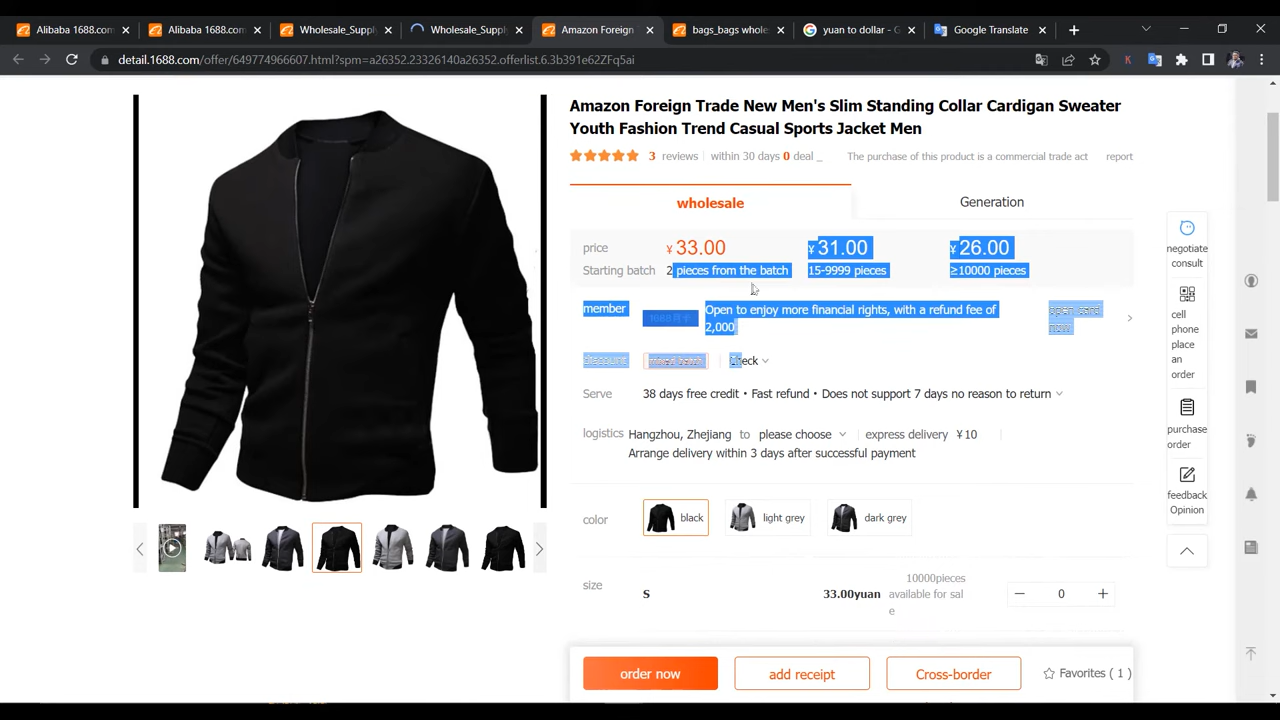 Alibaba 1688.com
Alibaba 1688.com
Wholesale_Suppl
Wholesale_Suppl
Amazon Foreign
bags_bags whole
yuan to dollar - G
Google Translate
detail.1688.com/offer/649774966607.html?spm=a26352.23326140a26352.offerlist.6.3b391e62ZFq5ai
Amazon Foreign Trade New Men's Slim Standing Collar Cardigan Sweater
Youth Fashion Trend Casual Sports Jacket Men
3 reviews within 30 days 0 deal _ The purpose of this product is a commercial trade act report
wholesale Generation
price ¥ 33.00 ¥ 31.00 ¥ 26.00
Starting batch 2 pieces from the batch 15-9999 pieces ≥10000 pieces
member Open to enjoy more financial rights, with a refund fee of open card
2,000 now
discount mixed batch check
Serve 38 days free credit • Fast refund • Does not support 7 days no reason to return
logistics Hangzhou, Zhejiang to please choose express delivery ¥10
Arrange delivery within 3 days after successful payment
color black light grey dark grey
size S 33.00yuan 10000pieces
available for sal
e
0
order now add receipt Cross-border Favorites ( 1 )
negotiate
consult
cell
phone
place
an
order
purchase
order
feedback
Opinion